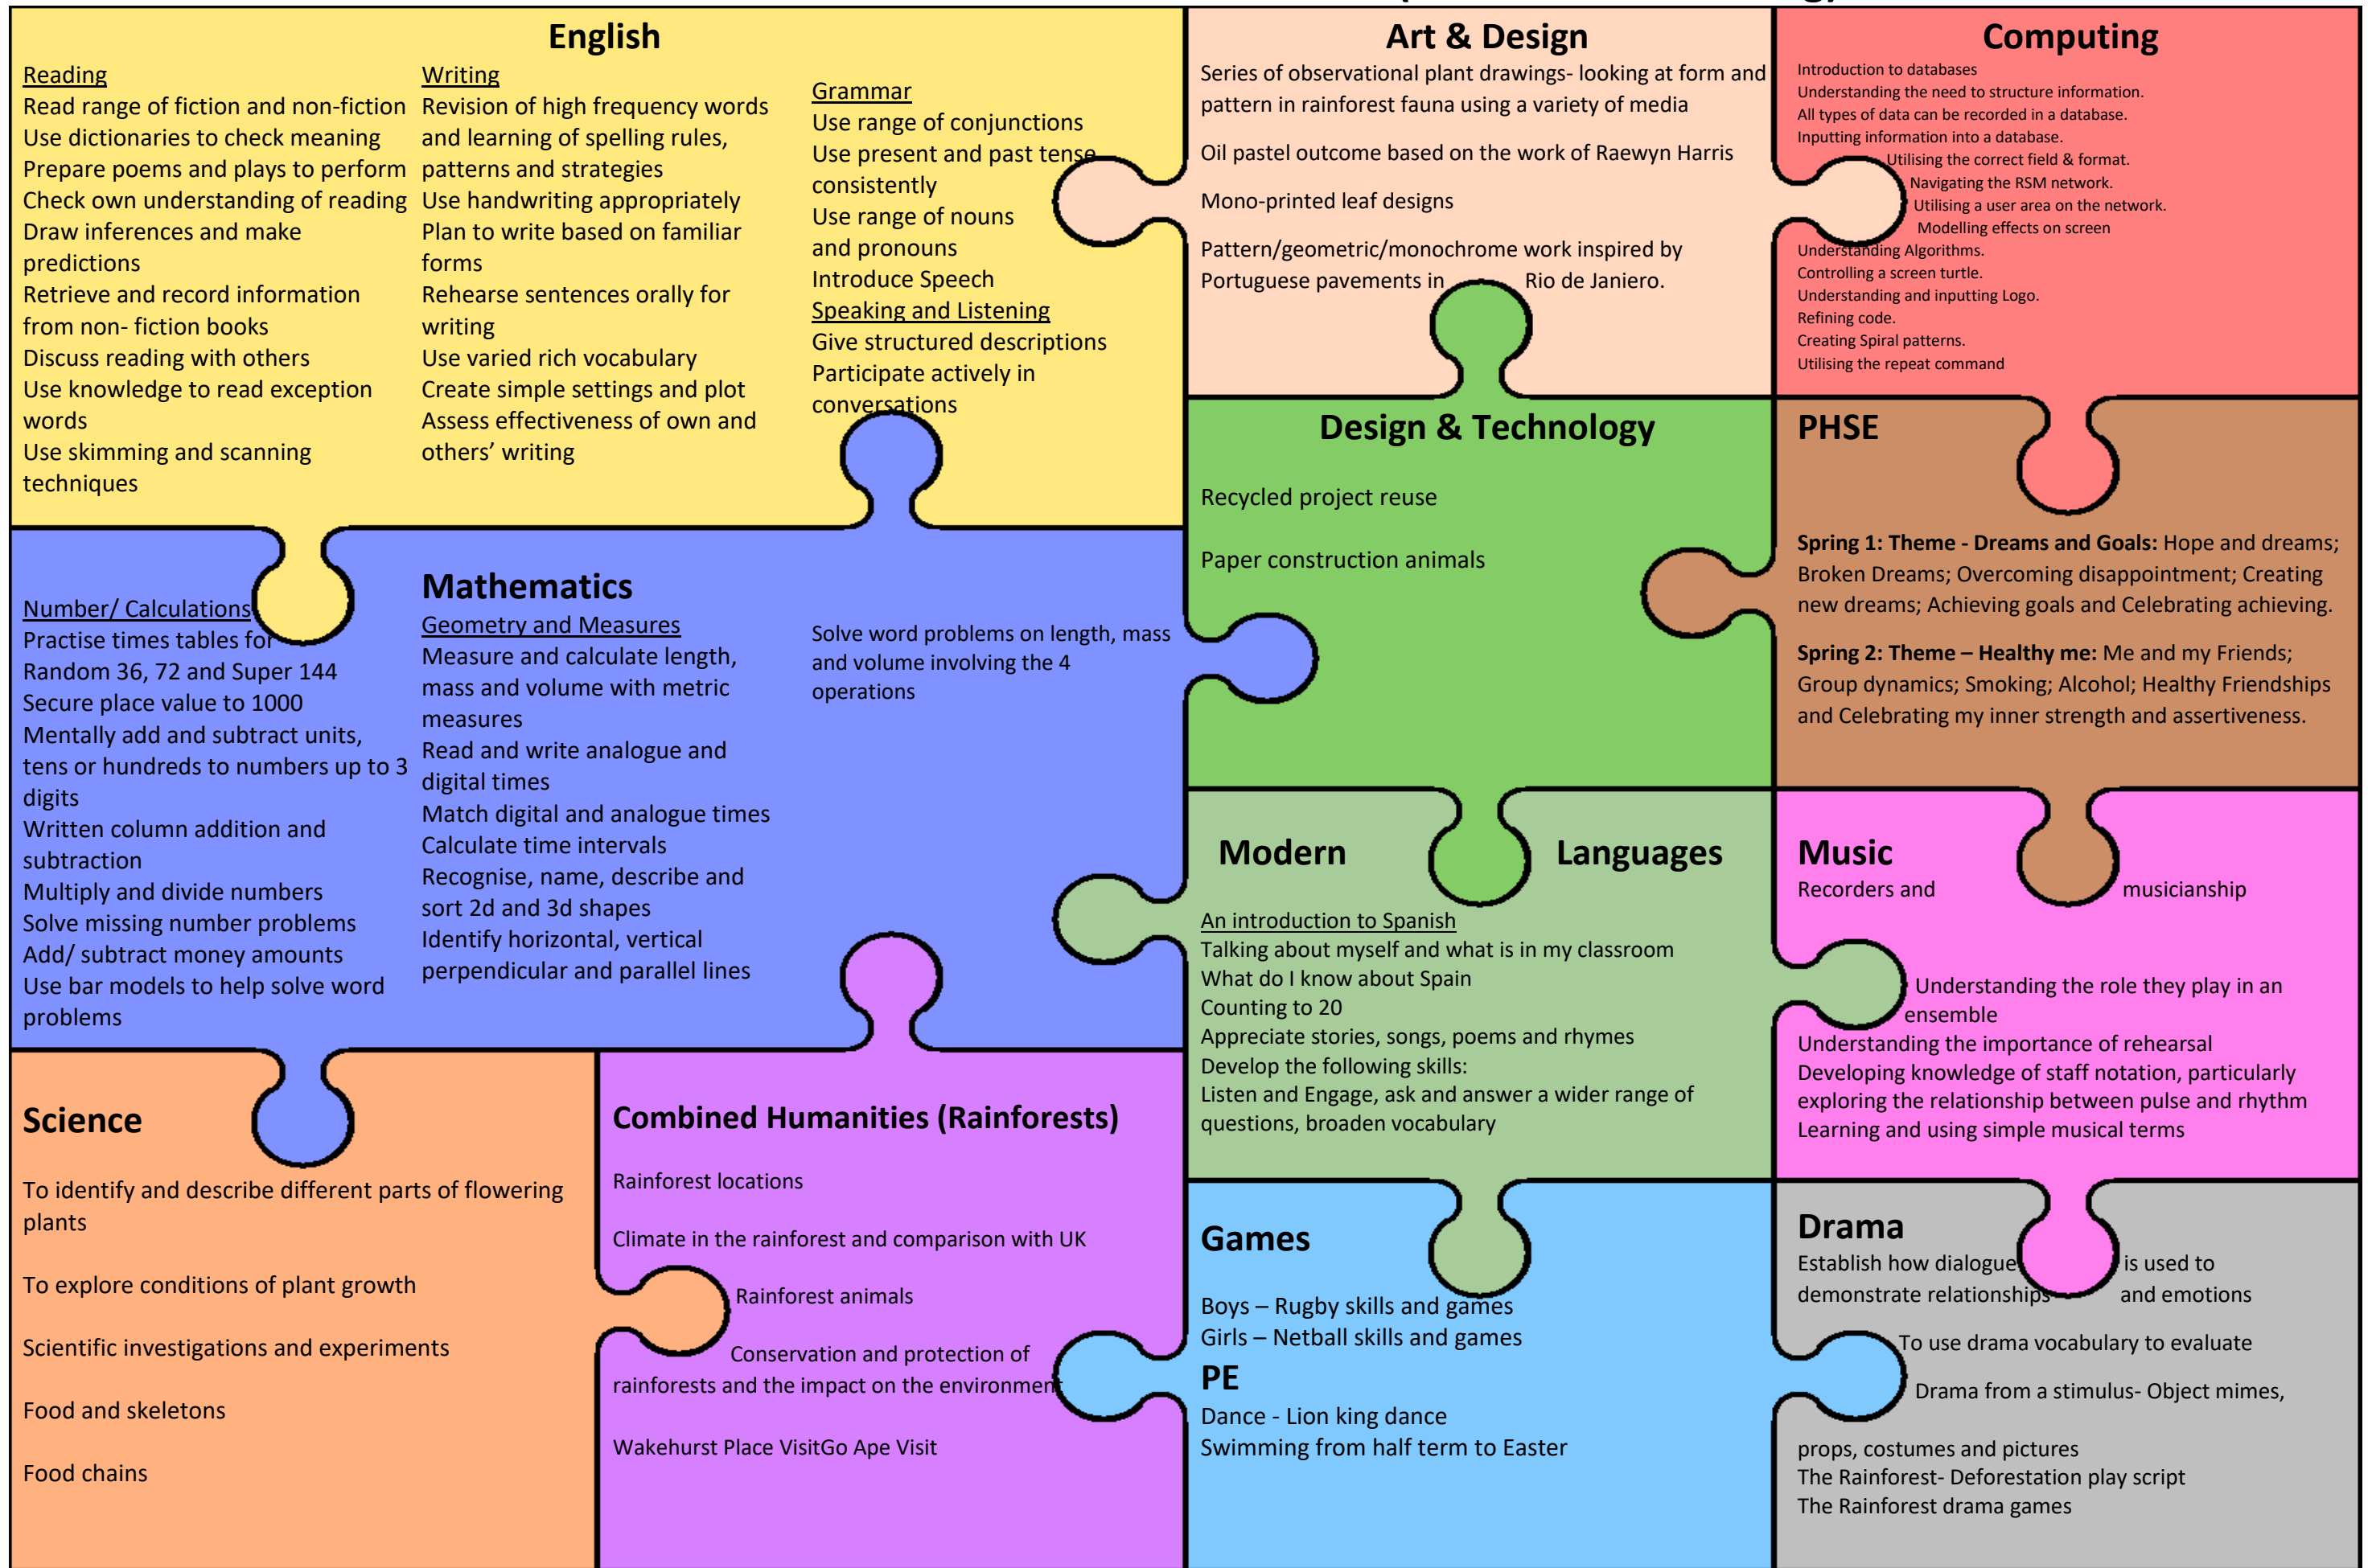 English
Reading
Read range of fiction and non-fiction
Use dictionaries to check meaning
Prepare poems and plays to perform
Check own understanding of reading
Draw inferences and make
predictions
Retrieve and record information
from non- fiction books
Discuss reading with others
Use knowledge to read exception
words
Use skimming and scanning
techniques
Writing
Revision of high frequency words
and learning of spelling rules,
patterns and strategies
Use handwriting appropriately
Plan to write based on familiar
forms
Rehearse sentences orally for
writing
Use varied rich vocabulary
Create simple settings and plot
Assess effectiveness of own and
others’ writing
Grammar
Use range of conjunctions
Use present and past tense
consistently
Use range of nouns
and pronouns
Introduce Speech
Speaking and Listening
Give structured descriptions
Participate actively in
conversations
Art & Design
Series of observational plant drawings- looking at form and
pattern in rainforest fauna using a variety of media
Oil pastel outcome based on the work of Raewyn Harris
Mono-printed leaf designs
Pattern/geometric/monochrome work inspired by
Portuguese pavements in Rio de Janiero.
Computing
Introduction to databases
Understanding the need to structure information.
All types of data can be recorded in a database.
Inputting information into a database.
Utilising the correct field & format.
Navigating the RSM network.
Utilising a user area on the network.
Modelling effects on screen
Understanding Algorithms.
Controlling a screen turtle.
Understanding and inputting Logo.
Refining code.
Creating Spiral patterns.
Utilising the repeat command
Design & Technology
Recycled project reuse
Paper construction animals
PHSE
Spring 1: Theme - Dreams and Goals: Hope and dreams;
Broken Dreams; Overcoming disappointment; Creating
new dreams; Achieving goals and Celebrating achieving.
Spring 2: Theme – Healthy me: Me and my Friends;
Group dynamics; Smoking; Alcohol; Healthy Friendships
and Celebrating my inner strength and assertiveness.
Mathematics
Number/ Calculations
Practise times tables for
Random 36, 72 and Super 144
Secure place value to 1000
Mentally add and subtract units,
tens or hundreds to numbers up to 3
digits
Written column addition and
subtraction
Multiply and divide numbers
Solve missing number problems
Add/ subtract money amounts
Use bar models to help solve word
problems
Geometry and Measures
Measure and calculate length,
mass and volume with metric
measures
Read and write analogue and
digital times
Match digital and analogue times
Calculate time intervals
Recognise, name, describe and
sort 2d and 3d shapes
Identify horizontal, vertical
perpendicular and parallel lines
Solve word problems on length, mass
and volume involving the 4
operations
Modern Languages
An introduction to Spanish
Talking about myself and what is in my classroom
What do I know about Spain
Counting to 20
Appreciate stories, songs, poems and rhymes
Develop the following skills:
Listen and Engage, ask and answer a wider range of
questions, broaden vocabulary
Music
Recorders and musicianship
Understanding the role they play in an
ensemble
Understanding the importance of rehearsal
Developing knowledge of staff notation, particularly
exploring the relationship between pulse and rhythm
Learning and using simple musical terms
Science
To identify and describe different parts of flowering
plants
To explore conditions of plant growth
Scientific investigations and experiments
Food and skeletons
Food chains
Combined Humanities (Rainforests)
Rainforest locations
Climate in the rainforest and comparison with UK
Rainforest animals
Conservation and protection of
rainforests and the impact on the environment
Wakehurst Place VisitGo Ape Visit
Games
Boys – Rugby skills and games
Girls – Netball skills and games
PE
Dance - Lion king dance
Swimming from half term to Easter
Drama
Establish how dialogue is used to
demonstrate relationships and emotions
To use drama vocabulary to evaluate
Drama from a stimulus- Object mimes,
props, costumes and pictures
The Rainforest- Deforestation play script
The Rainforest drama games